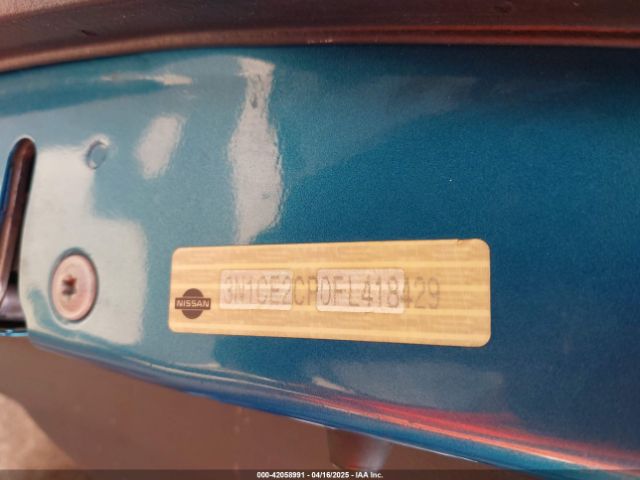 NISSAN
3N1CE2CP0FL418429
000-42058991 - 04/16/2025 - IAA Inc.